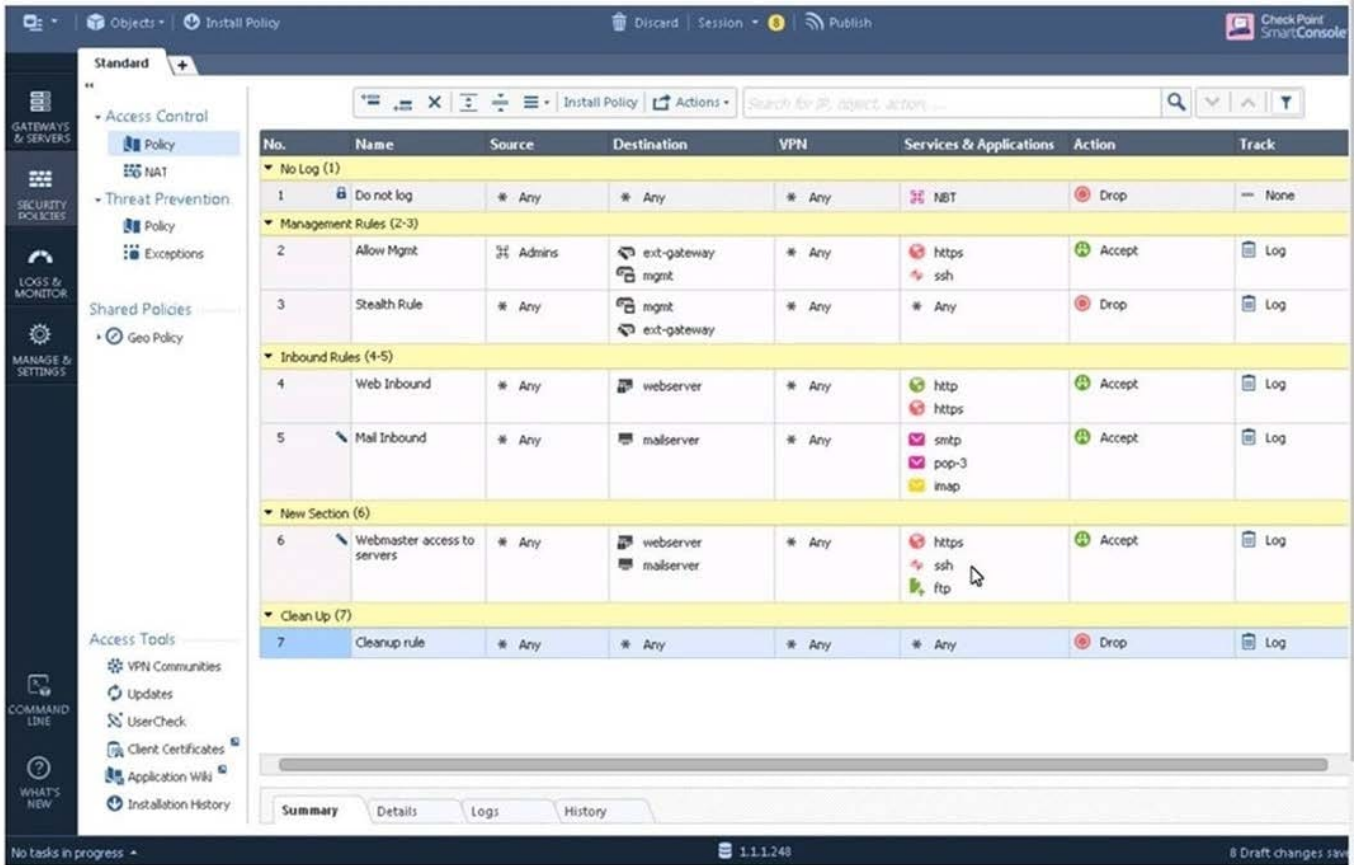 Objects
Install Policy
Discard
Session
8
Publish
Check Point
SmartConsole
Standard
+
GATEWAYS
& SERVERS
SECURITY
POLICIES
LOGS &
MONITOR
MANAGE &
SETTINGS
COMMAND
LINE
WHAT'S
NEW
Access Control
Policy
NAT
Threat Prevention
Policy
Exceptions
Shared Policies
Geo Policy
Access Tools
VPN Communities
Updates
UserCheck
Client Certificates
Application Wiki
Installation History
Install Policy Actions
Search for IP, object, action, ...
No. Name Source Destination VPN Services & Applications Action Track
No Log (1)
1 Do not log Any Any Any NBT Drop None
Management Rules (2-3)
2 Allow Mgmt Admins ext-gateway Any https Accept Log
mgmt ssh
3 Stealth Rule Any mgmt Any Any Drop Log
ext-gateway
Inbound Rules (4-5)
4 Web Inbound Any webserver Any http Accept Log
https
5 Mail Inbound Any mailserver Any smtp Accept Log
pop-3
imap
New Section (6)
6 Webmaster access to Any webserver Any https Accept Log
servers mailserver ssh
ftp
Clean Up (7)
7 Cleanup rule Any Any Any Any Drop Log
Summary Details Logs History
No tasks in progress
1.1.1.248
8 Draft changes save